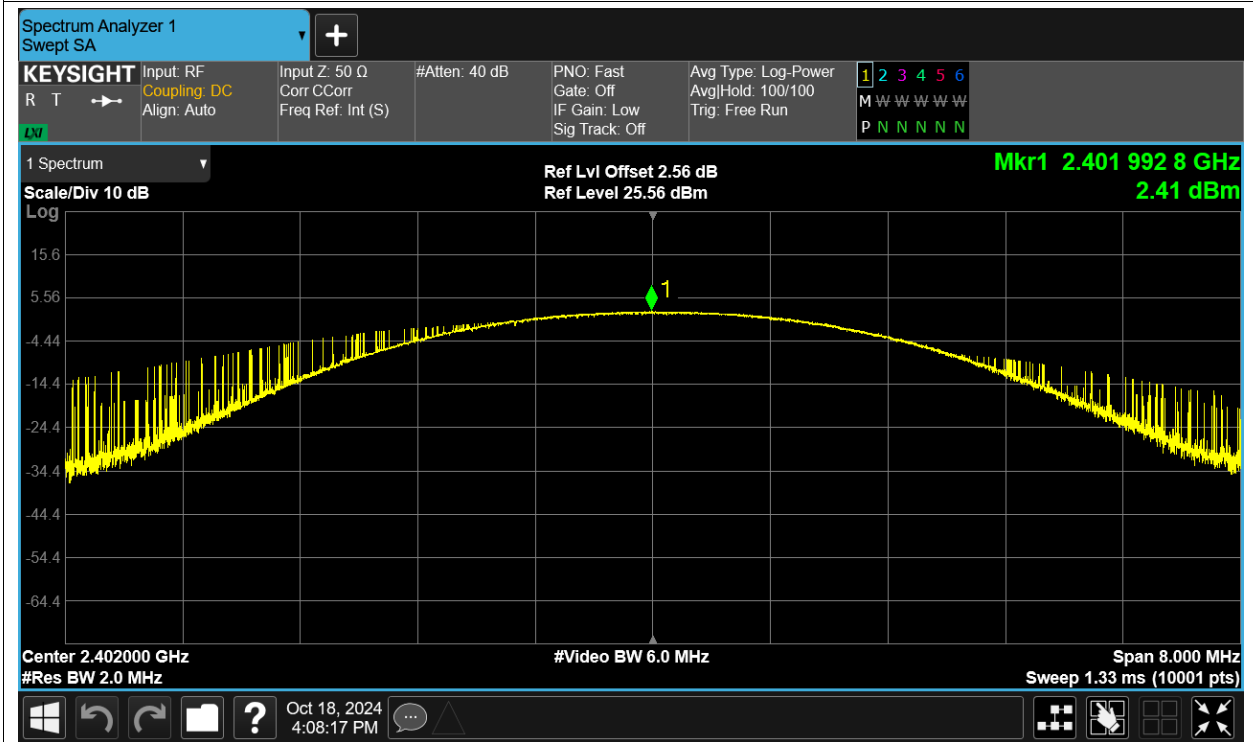 Spectrum Analyzer 1
Swept SA
+
KEYSIGHT
R T
LXI
Input: RF
Coupling: DC
Align: Auto
Input Z: 50 Ω
Corr CCorr
Freq Ref: Int (S)
#Atten: 40 dB
PNO: Fast
Gate: Off
IF Gain: Low
Sig Track: Off
Avg Type: Log-Power
Avg|Hold: 100/100
Trig: Free Run
1 2 3 4 5 6
M W W W W W
P N N N N N
1 Spectrum
Scale/Div 10 dB
Log
Ref Lvl Offset 2.56 dB
Ref Level 25.56 dBm
Mkr1 2.401 992 8 GHz
2.41 dBm
15.6
5.56
-4.44
-14.4
-24.4
-34.4
-44.4
-54.4
-64.4
1
Center 2.402000 GHz
#Res BW 2.0 MHz
#Video BW 6.0 MHz
Span 8.000 MHz
Sweep 1.33 ms (10001 pts)
?
Oct 18, 2024
4:08:17 PM